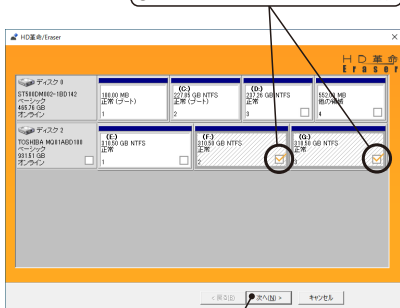 HD革命/Eraser
HD革命
Eraser
ディスク 0
ST500DM002-1BD142
ベーシック
465.76 GB
オンライン
100.00 MB
正常 (ブート)
1
(C:)
227.85 GB NTFS
正常 (ブート)
2
(D:)
237.26 GB NTFS
正常
3
552.00 MB
他の領域
4
ディスク 2
TOSHIBA MQ01ABD100
ベーシック
931.51 GB
オンライン
(E:)
310.50 GB NTFS
正常
1
(F:)
310.50 GB NTFS
正常
2
(G:)
310.50 GB NTFS
正常
3
< 戻る(B)
次へ(N) >
キャンセル